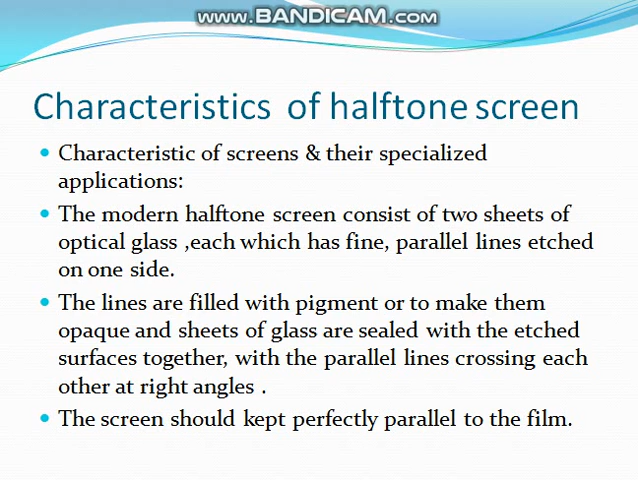 www.BANDICAM.com
Characteristics of halftone screen
Characteristic of screens & their specialized
applications:
The modern halftone screen consist of two sheets of
optical glass ,each which has fine, parallel lines etched
on one side.
The lines are filled with pigment or to make them
opaque and sheets of glass are sealed with the etched
surfaces together, with the parallel lines crossing each
other at right angles .
The screen should kept perfectly parallel to the film.